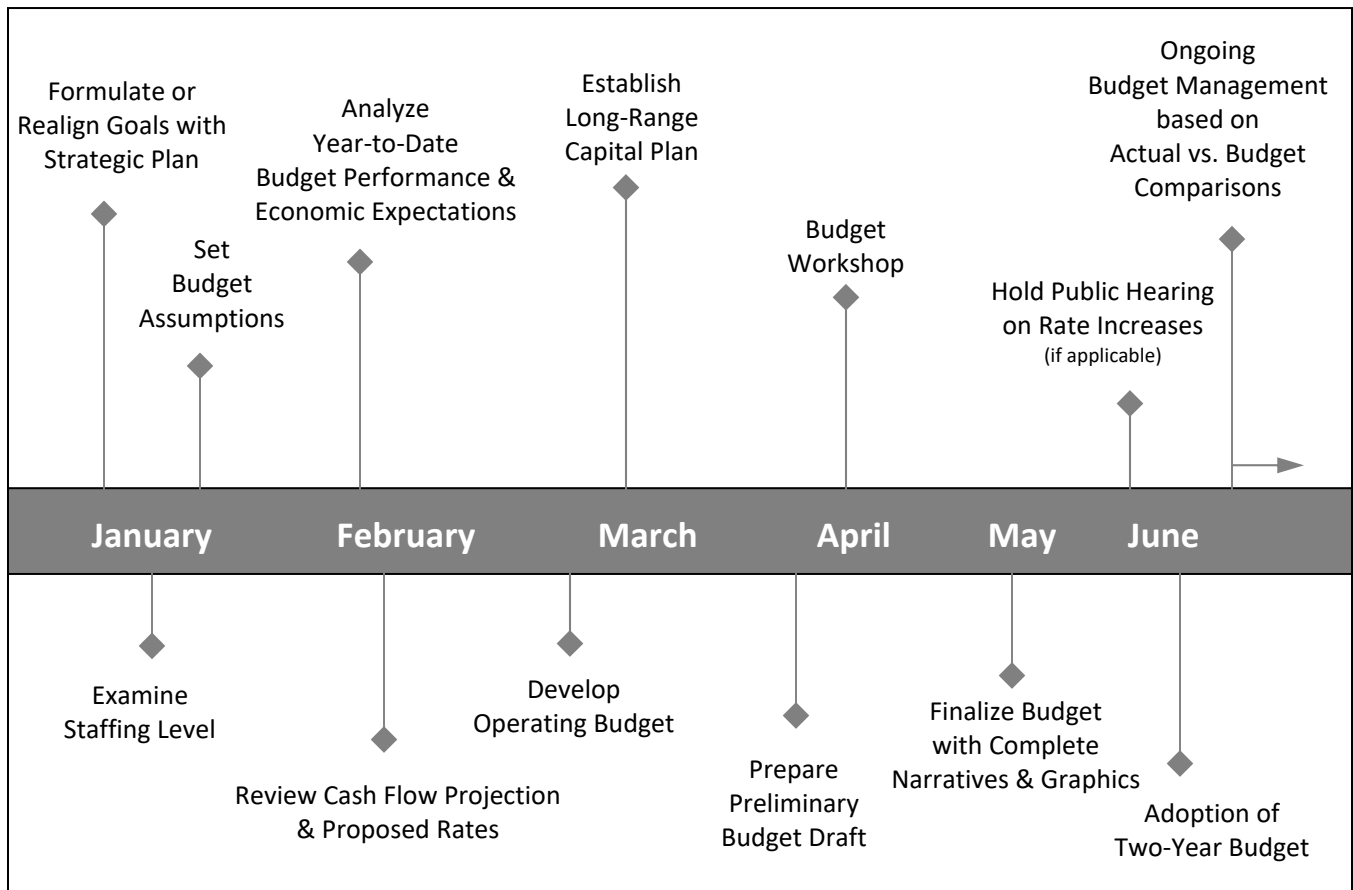 Formulate or
Realign Goals with
Strategic Plan
Set
Budget
Assumptions
Analyze
Year-to-Date
Budget Performance &
Economic Expectations
Establish
Long-Range
Capital Plan
Budget
Workshop
Hold Public Hearing
on Rate Increases
(if applicable)
Ongoing
Budget Management
based on
Actual vs. Budget
Comparisons
January February March April May June
Examine
Staffing Level
Review Cash Flow Projection
& Proposed Rates
Develop
Operating Budget
Prepare
Preliminary
Budget Draft
Finalize Budget
with Complete
Narratives & Graphics
Adoption of
Two-Year Budget